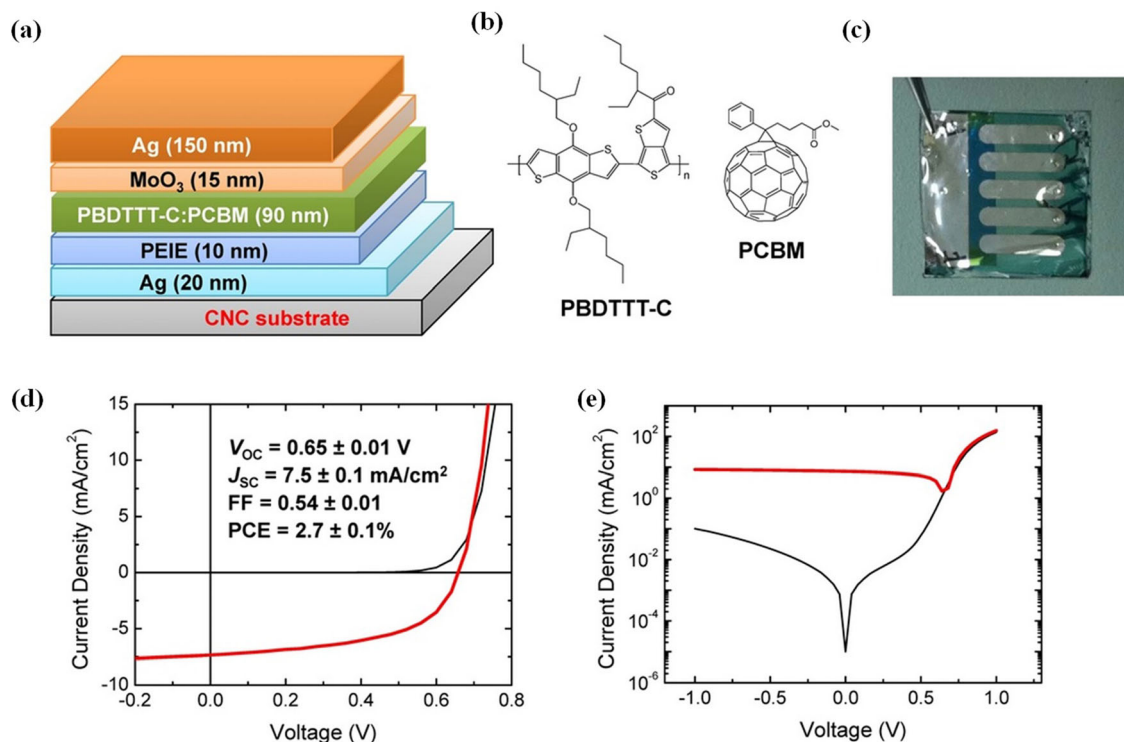 (a)
Ag (150 nm)
MoO₃ (15 nm)
PBDTTT-C:PCBM (90 nm)
PEIE (10 nm)
Ag (20 nm)
CNC substrate
(b)
O
O
O
S
S
S
S
n
PBDTTT-C
O
O
PCBM
(c)
(d)
Current Density (mA/cm²)
15
10
5
0
-5
-10
V_OC = 0.65 ± 0.01 V
J_SC = 7.5 ± 0.1 mA/cm²
FF = 0.54 ± 0.01
PCE = 2.7 ± 0.1%
-0.2 0.0 0.2 0.4 0.6 0.8
Voltage (V)
(e)
Current Density (mA/cm²)
10²
10⁰
10⁻²
10⁻⁴
10⁻⁵
10⁻⁶
-1.0 -0.5 0.0 0.5 1.0
Voltage (V)